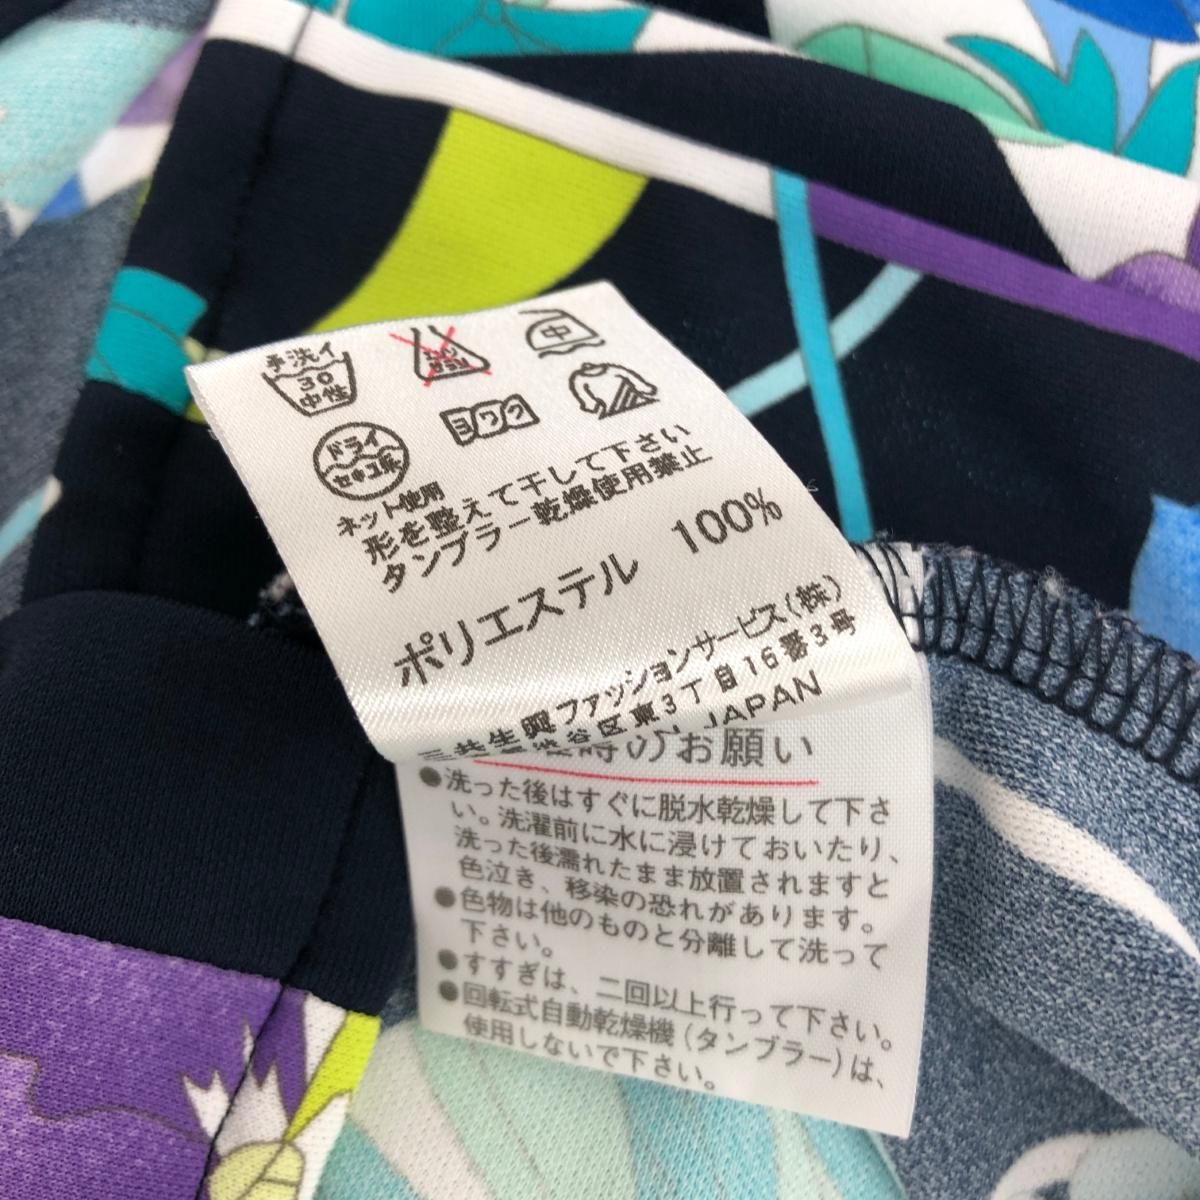 手洗イ
30
中性
エンソ
サラシ
中
ドライ
セキユ系
ヨワク
ネット使用
形を整えて干して下さい
タンブラー乾燥使用禁止
ポリエステル 100%
三共生興ファッションサービス(株)
渋谷区東3丁目16番3号
IN JAPAN
時のお願い
●洗った後はすぐに脱水乾燥して下さ
い。洗濯前に水に浸けておいたり、
洗った後濡れたまま放置されますと
色泣き、移染の恐れがあります。
●色物は他のものと分離して洗って
下さい。
●すすぎは、二回以上行って下さい。
●回転式自動乾燥機(タンブラー)は、
使用しないで下さい。